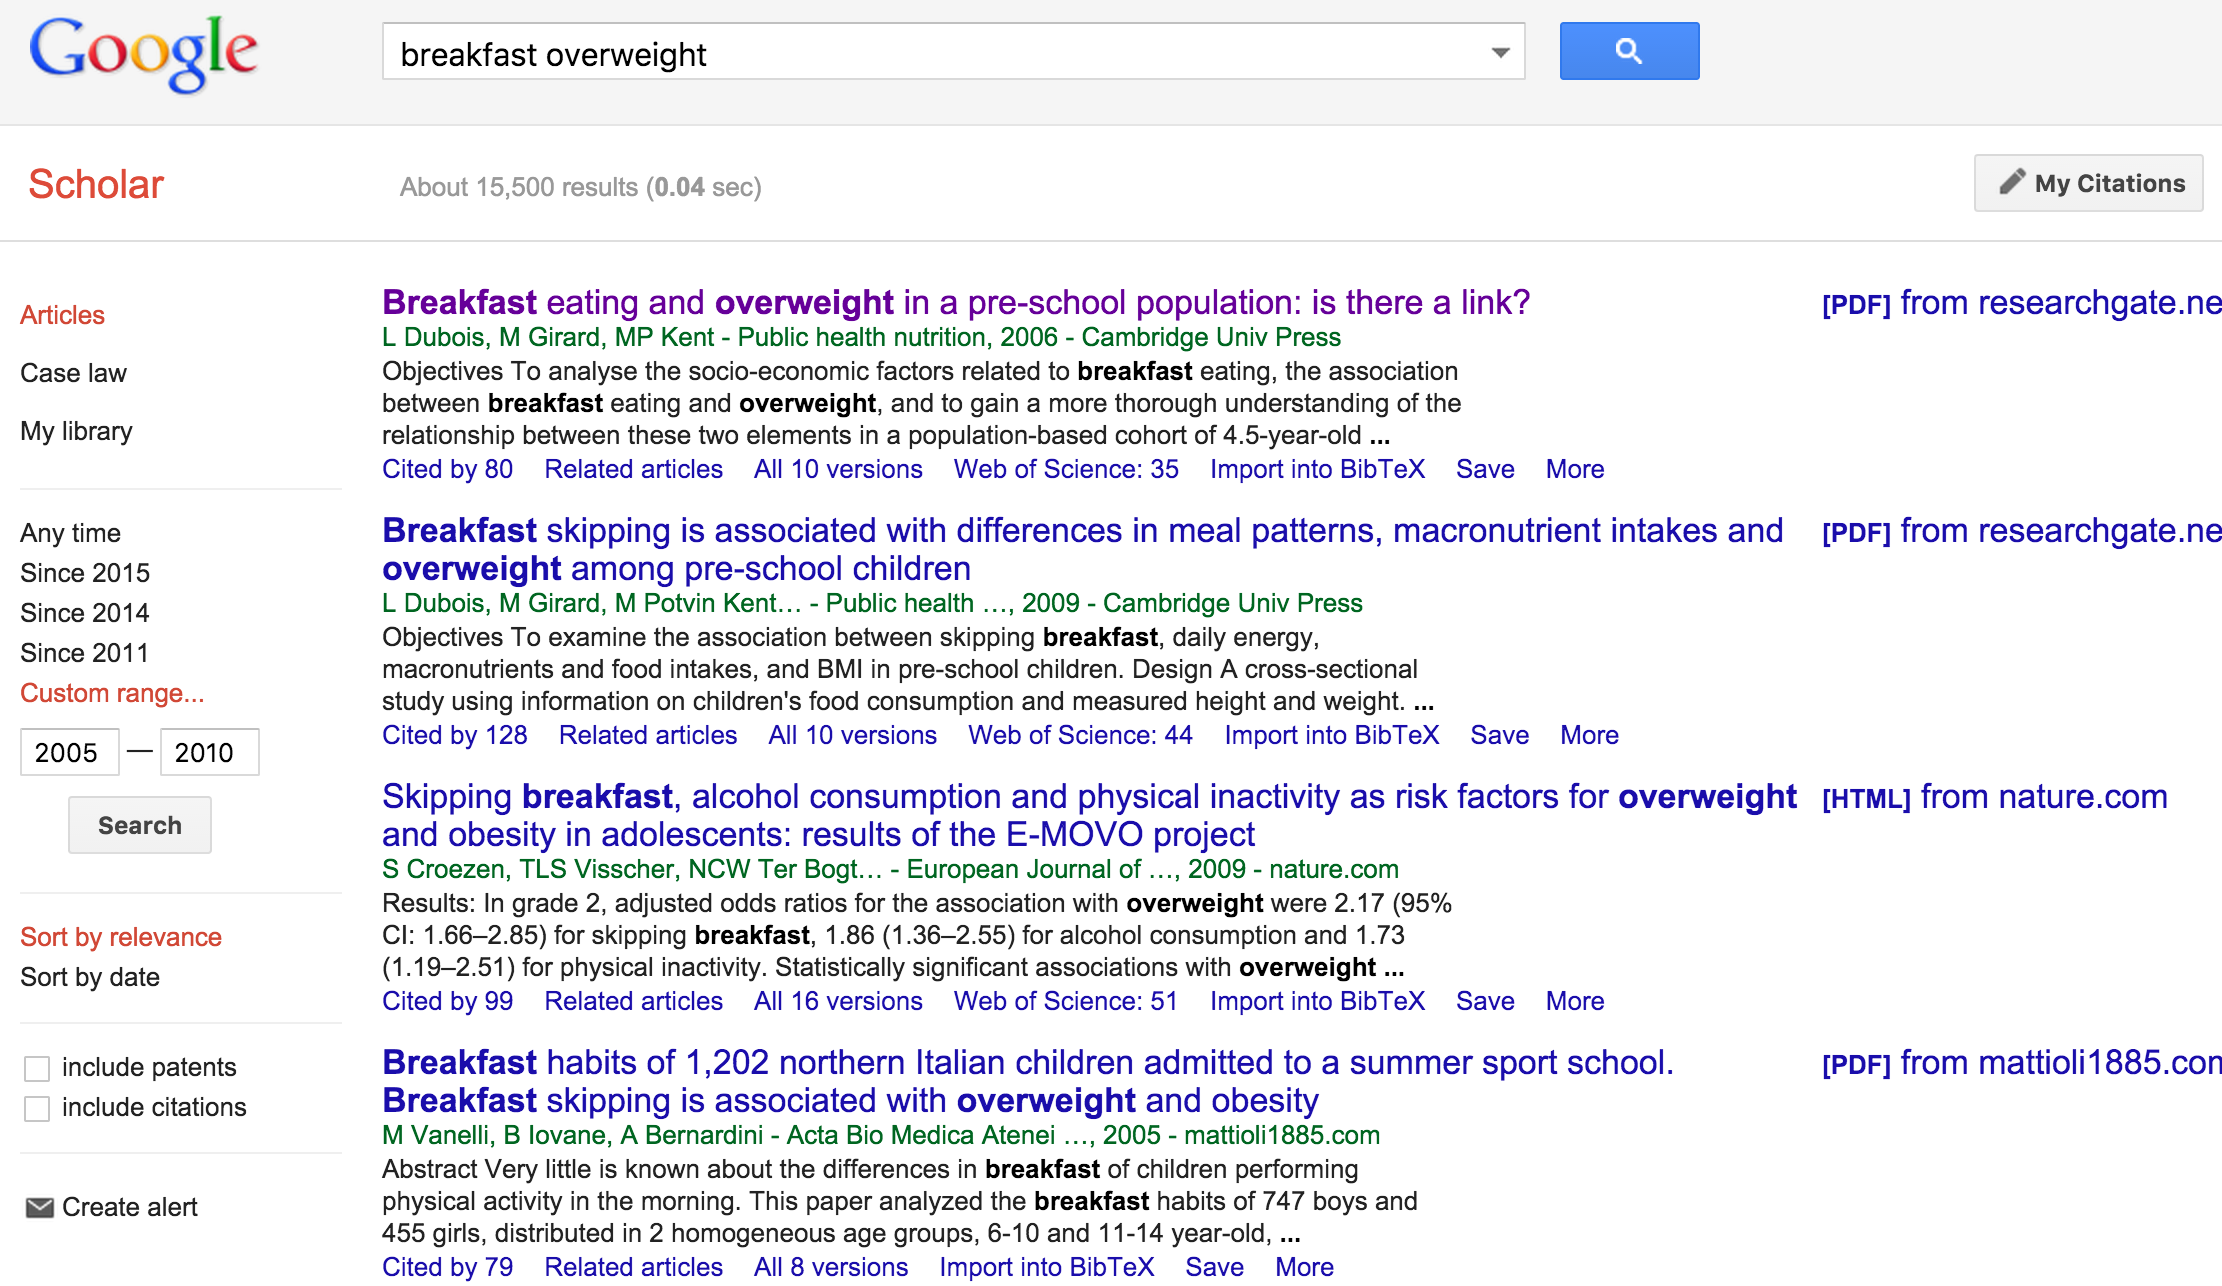 Google
breakfast overweight
Scholar
About 15,500 results (0.04 sec)
My Citations
Articles
Case law
My library
Any time
Since 2015
Since 2014
Since 2011
Custom range...
2005 — 2010
Search
Sort by relevance
Sort by date
include patents
include citations
Create alert
Breakfast eating and overweight in a pre-school population: is there a link?
[PDF] from researchgate.ne
L Dubois, M Girard, MP Kent - Public health nutrition, 2006 - Cambridge Univ Press
Objectives To analyse the socio-economic factors related to breakfast eating, the association
between breakfast eating and overweight, and to gain a more thorough understanding of the
relationship between these two elements in a population-based cohort of 4.5-year-old ...
Cited by 80 Related articles All 10 versions Web of Science: 35 Import into BibTeX Save More
Breakfast skipping is associated with differences in meal patterns, macronutrient intakes and
overweight among pre-school children
[PDF] from researchgate.ne
L Dubois, M Girard, M Potvin Kent… - Public health …, 2009 - Cambridge Univ Press
Objectives To examine the association between skipping breakfast, daily energy,
macronutrients and food intakes, and BMI in pre-school children. Design A cross-sectional
study using information on children's food consumption and measured height and weight. ...
Cited by 128 Related articles All 10 versions Web of Science: 44 Import into BibTeX Save More
Skipping breakfast, alcohol consumption and physical inactivity as risk factors for overweight
and obesity in adolescents: results of the E-MOVO project
[HTML] from nature.com
S Croezen, TLS Visscher, NCW Ter Bogt… - European Journal of …, 2009 - nature.com
Results: In grade 2, adjusted odds ratios for the association with overweight were 2.17 (95%
CI: 1.66–2.85) for skipping breakfast, 1.86 (1.36–2.55) for alcohol consumption and 1.73
(1.19–2.51) for physical inactivity. Statistically significant associations with overweight ...
Cited by 99 Related articles All 16 versions Web of Science: 51 Import into BibTeX Save More
Breakfast habits of 1,202 northern Italian children admitted to a summer sport school.
Breakfast skipping is associated with overweight and obesity
[PDF] from mattioli1885.com
M Vanelli, B Iovane, A Bernardini - Acta Bio Medica Atenei …, 2005 - mattioli1885.com
Abstract Very little is known about the differences in breakfast of children performing
physical activity in the morning. This paper analyzed the breakfast habits of 747 boys and
455 girls, distributed in 2 homogeneous age groups, 6-10 and 11-14 year-old, ...
Cited by 79 Related articles All 8 versions Import into BibTeX Save More